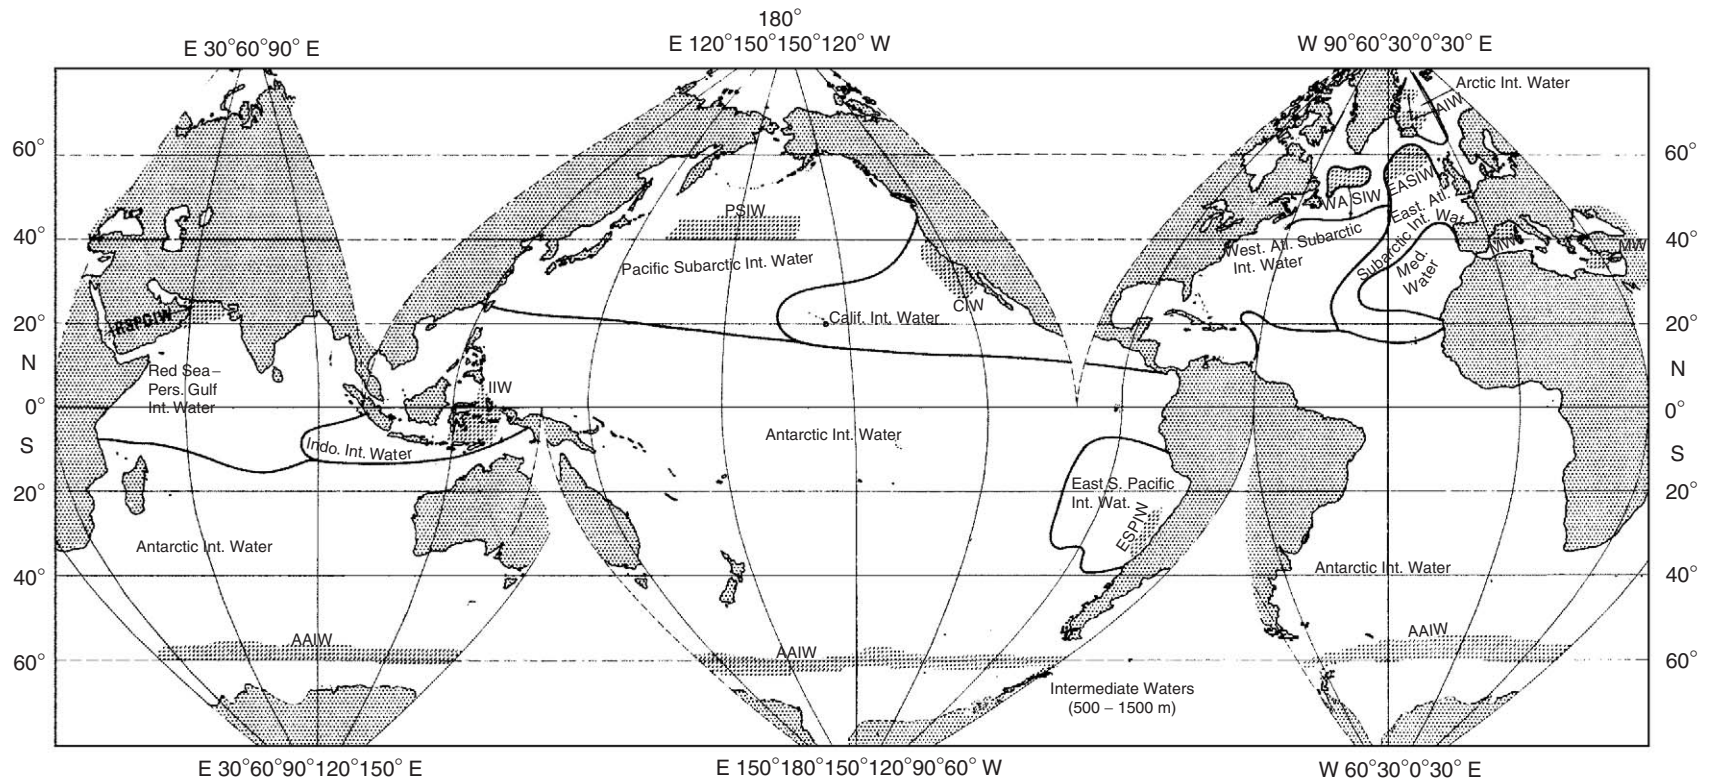 180°
E 30°60°90° E
E 120°150°150°120° W
W 90°60°30°0°30° E
Arctic Int. Water
AIW
60°
60°
EASIW
WA SIW
East. Atl.
Subarctic Int. Wat.
PSIW
40°
40°
West. Atl. Subarctic
Int. Water
MW
MW
Pacific Subarctic Int. Water
Med.
Water
CIW
RSPGIW
Calif. Int. Water
20°
20°
N
N
Red Sea–
Pers. Gulf
Int. Water
IIW
0°
0°
Antarctic Int. Water
S
S
Indo. Int. Water
East S. Pacific
Int. Wat.
20°
20°
ESPIW
Antarctic Int. Water
Antarctic Int. Water
40°
40°
AAIW
AAIW
AAIW
60°
60°
Intermediate Waters
(500 – 1500 m)
E 30°60°90°120°150° E
E 150°180°150°120°90°60° W
W 60°30°0°30° E